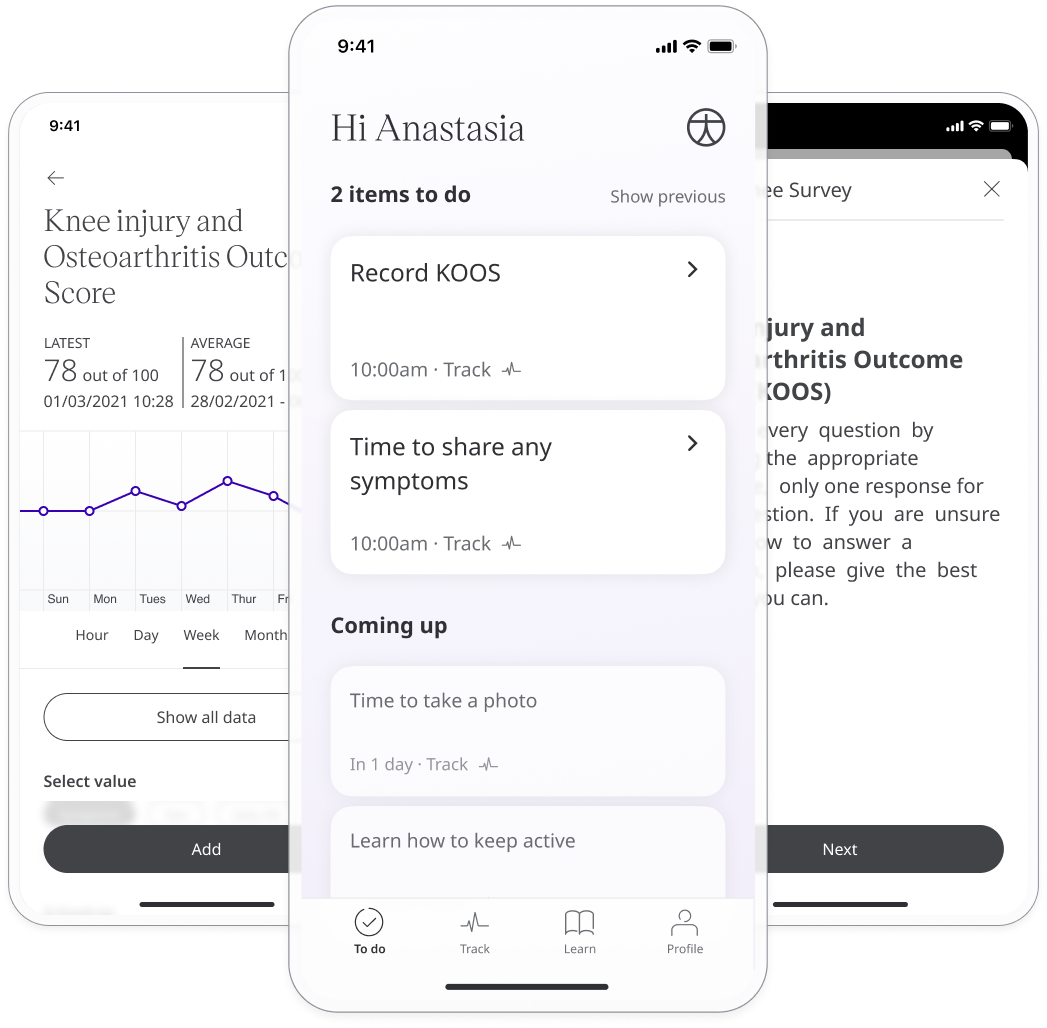 9:41
Knee injury and
Osteoarthritis Outco
Score
LATEST
78 out of 100
01/03/2021 10:28
AVERAGE
78 out of 1
28/02/2021 -
Sun Mon Tues Wed Thur Fr
Hour Day Week Month
Show all data
Select value
Add
9:41
Hi Anastasia
2 items to do
Show previous
Record KOOS
10:00am · Track
Time to share any
symptoms
10:00am · Track
Coming up
Time to take a photo
In 1 day · Track
Learn how to keep active
To do Track Learn Profile
ee Survey
njury and
rthritis Outcome
KOOS)
very question by
the appropriate
only one response for
stion. If you are unsure
w to answer a
please give the best
ou can.
Next